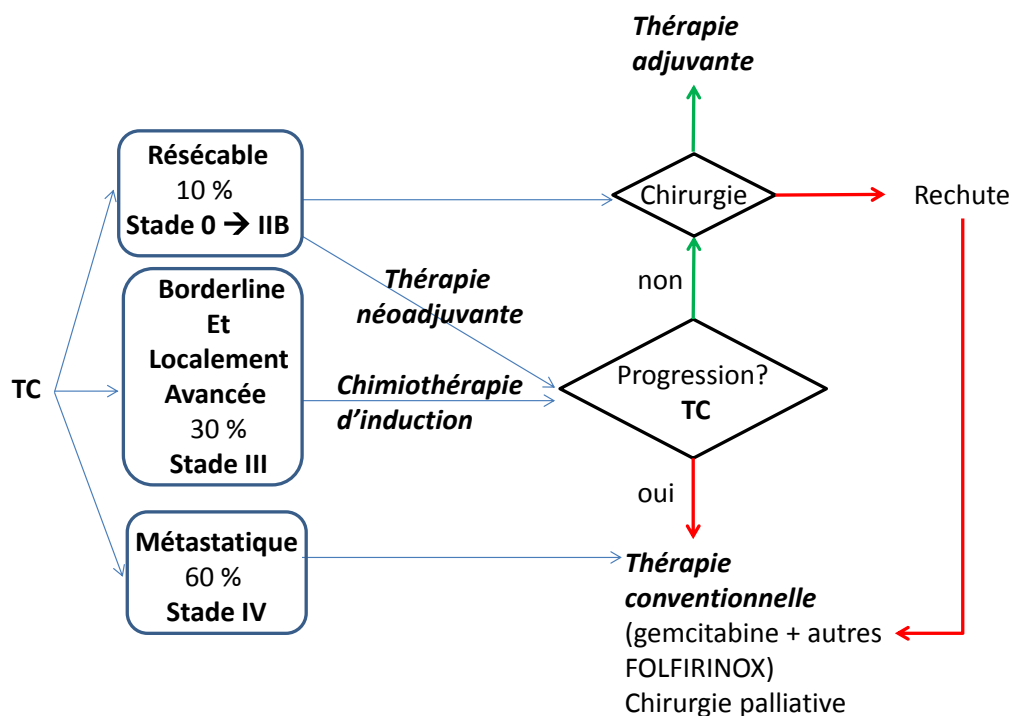 Thérapie
adjuvante
Résécable
10 %
Stade 0 → IIB
Chirurgie
Rechute
Thérapie
néoadjuvante
non
TC
Borderline
Et
Localement
Avancée
30 %
Stade III
Chimiothérapie
d’induction
Progression?
TC
oui
Métastatique
60 %
Stade IV
Thérapie
conventionnelle
(gemcitabine + autres
FOLFIRINOX)
Chirurgie palliative